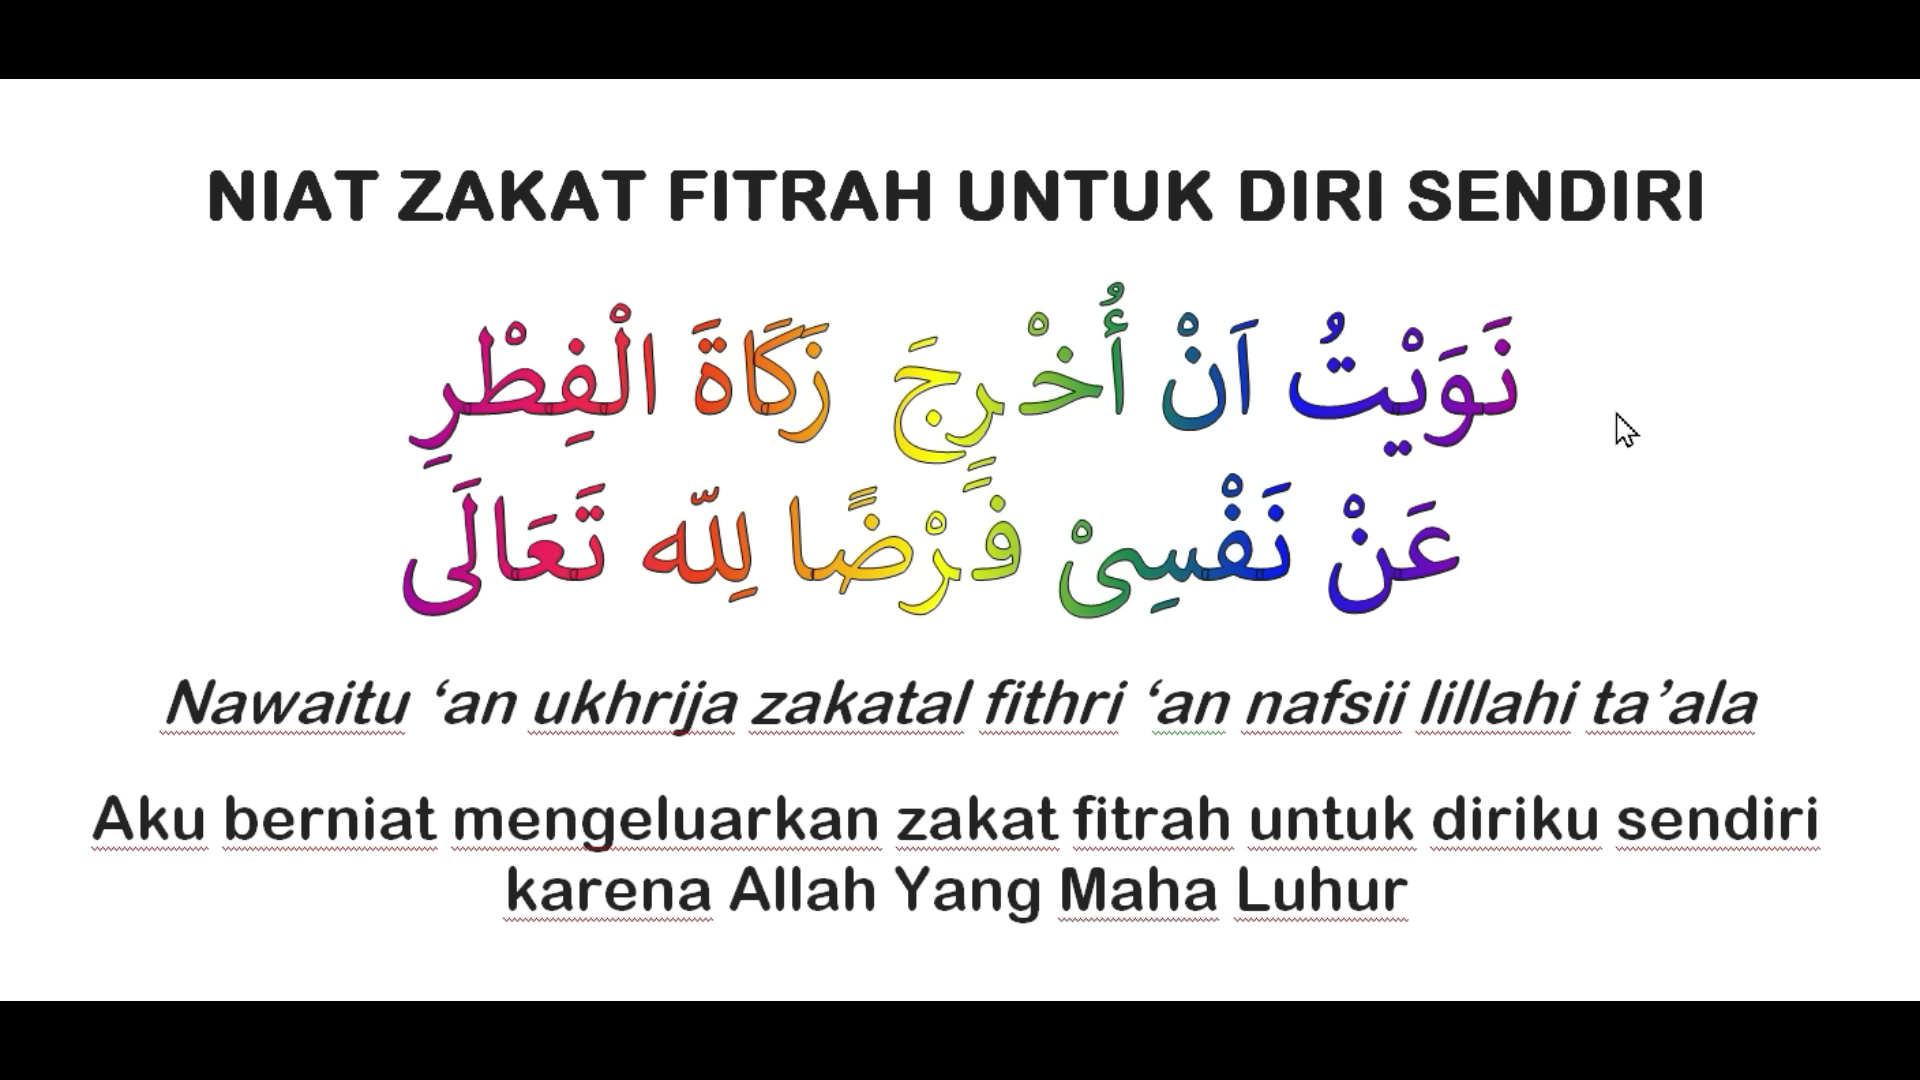 NIAT ZAKAT FITRAH UNTUK DIRI SENDIRI
نَوَيْتُ اَنْ أُخْرِجَ زَكَاةَ الْفِطْرِ
عَنْ نَفْسِيْ فَرْضًا لِلّٰه تَعَالَى
Nawaitu ‘an ukhrija zakatal fithri ‘an nafsii lillahi ta’ala
Aku berniat mengeluarkan zakat fitrah untuk diriku sendiri
karena Allah Yang Maha Luhur